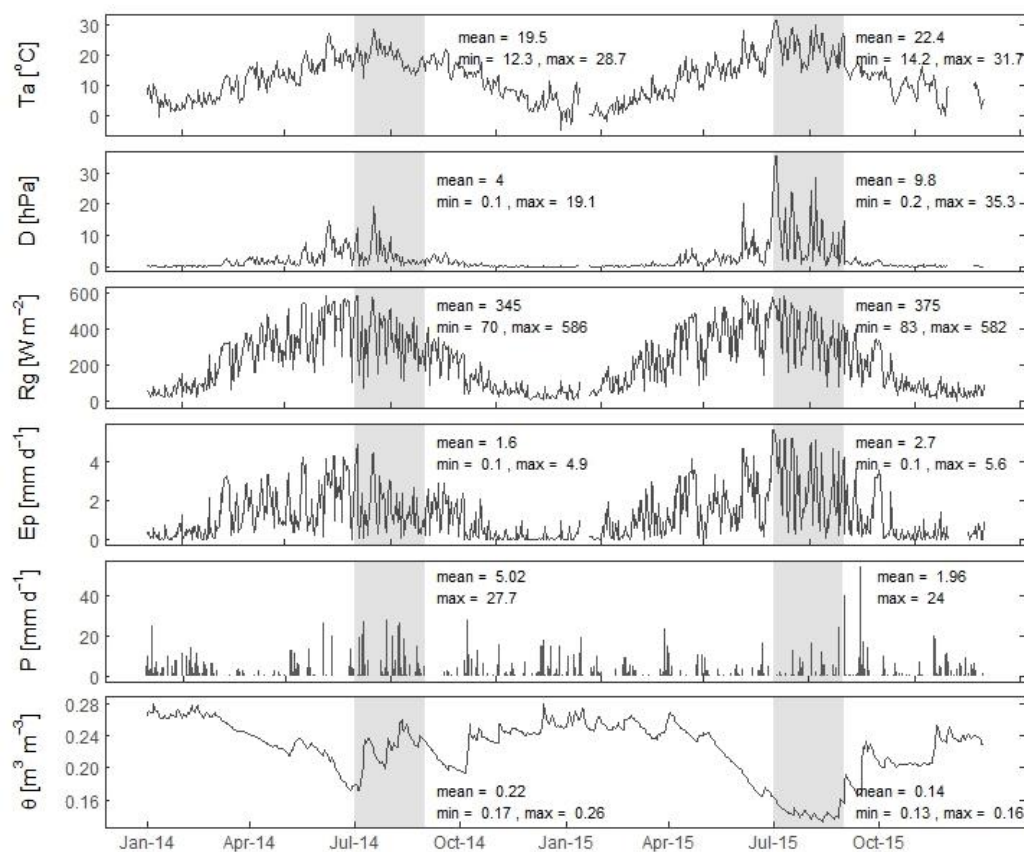 Ta [°C]
30
20
10
0
mean = 19.5
min = 12.3 , max = 28.7
mean = 22.4
min = 14.2 , max = 31.7
D [hPa]
30
20
10
0
mean = 4
min = 0.1 , max = 19.1
mean = 9.8
min = 0.2 , max = 35.3
Rg [W m⁻²]
600
400
200
0
mean = 345
min = 70 , max = 586
mean = 375
min = 83 , max = 582
Ep [mm d⁻¹]
4
2
0
mean = 1.6
min = 0.1 , max = 4.9
mean = 2.7
min = 0.1 , max = 5.6
P [mm d⁻¹]
40
20
0
mean = 5.02
max = 27.7
mean = 1.96
max = 24
θ [m³ m⁻³]
0.28
0.24
0.20
0.16
mean = 0.22
min = 0.17 , max = 0.26
mean = 0.14
min = 0.13 , max = 0.16
Jan-14 Apr-14 Jul-14 Oct-14 Jan-15 Apr-15 Jul-15 Oct-15